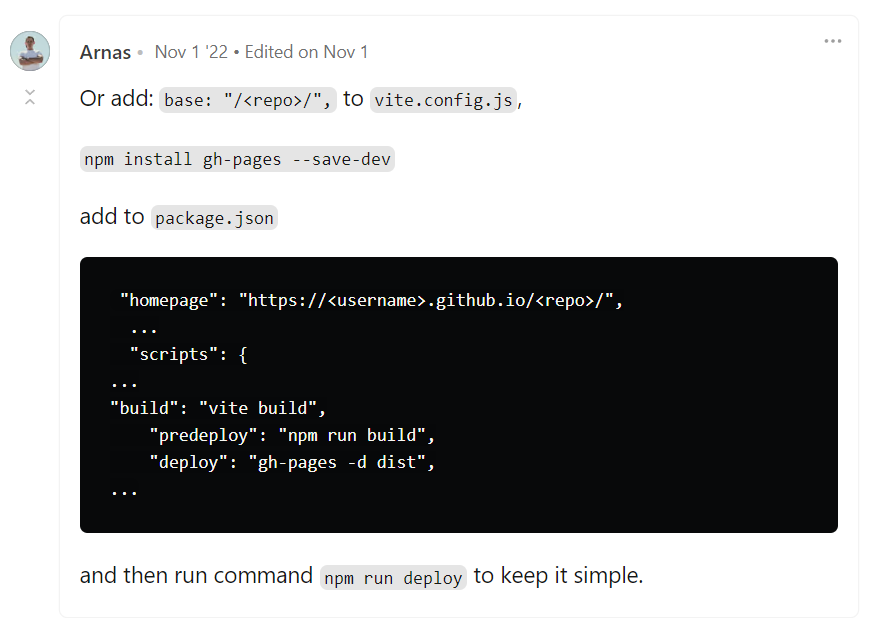 Arnas • Nov 1 '22 • Edited on Nov 1
Or add: base: "/<repo>/", to vite.config.js,
npm install gh-pages --save-dev
add to package.json
"homepage": "https://<username>.github.io/<repo>/",
...
"scripts": {
...
"build": "vite build",
"predeploy": "npm run build",
"deploy": "gh-pages -d dist",
...
and then run command npm run deploy to keep it simple.